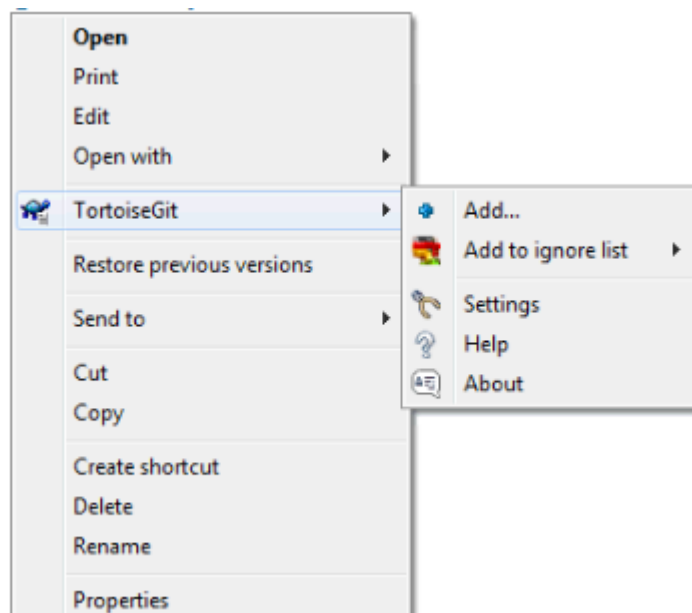 Open
Print
Edit
Open with
TortoiseGit
Restore previous versions
Send to
Cut
Copy
Create shortcut
Delete
Rename
Properties
Add...
Add to ignore list
Settings
Help
About